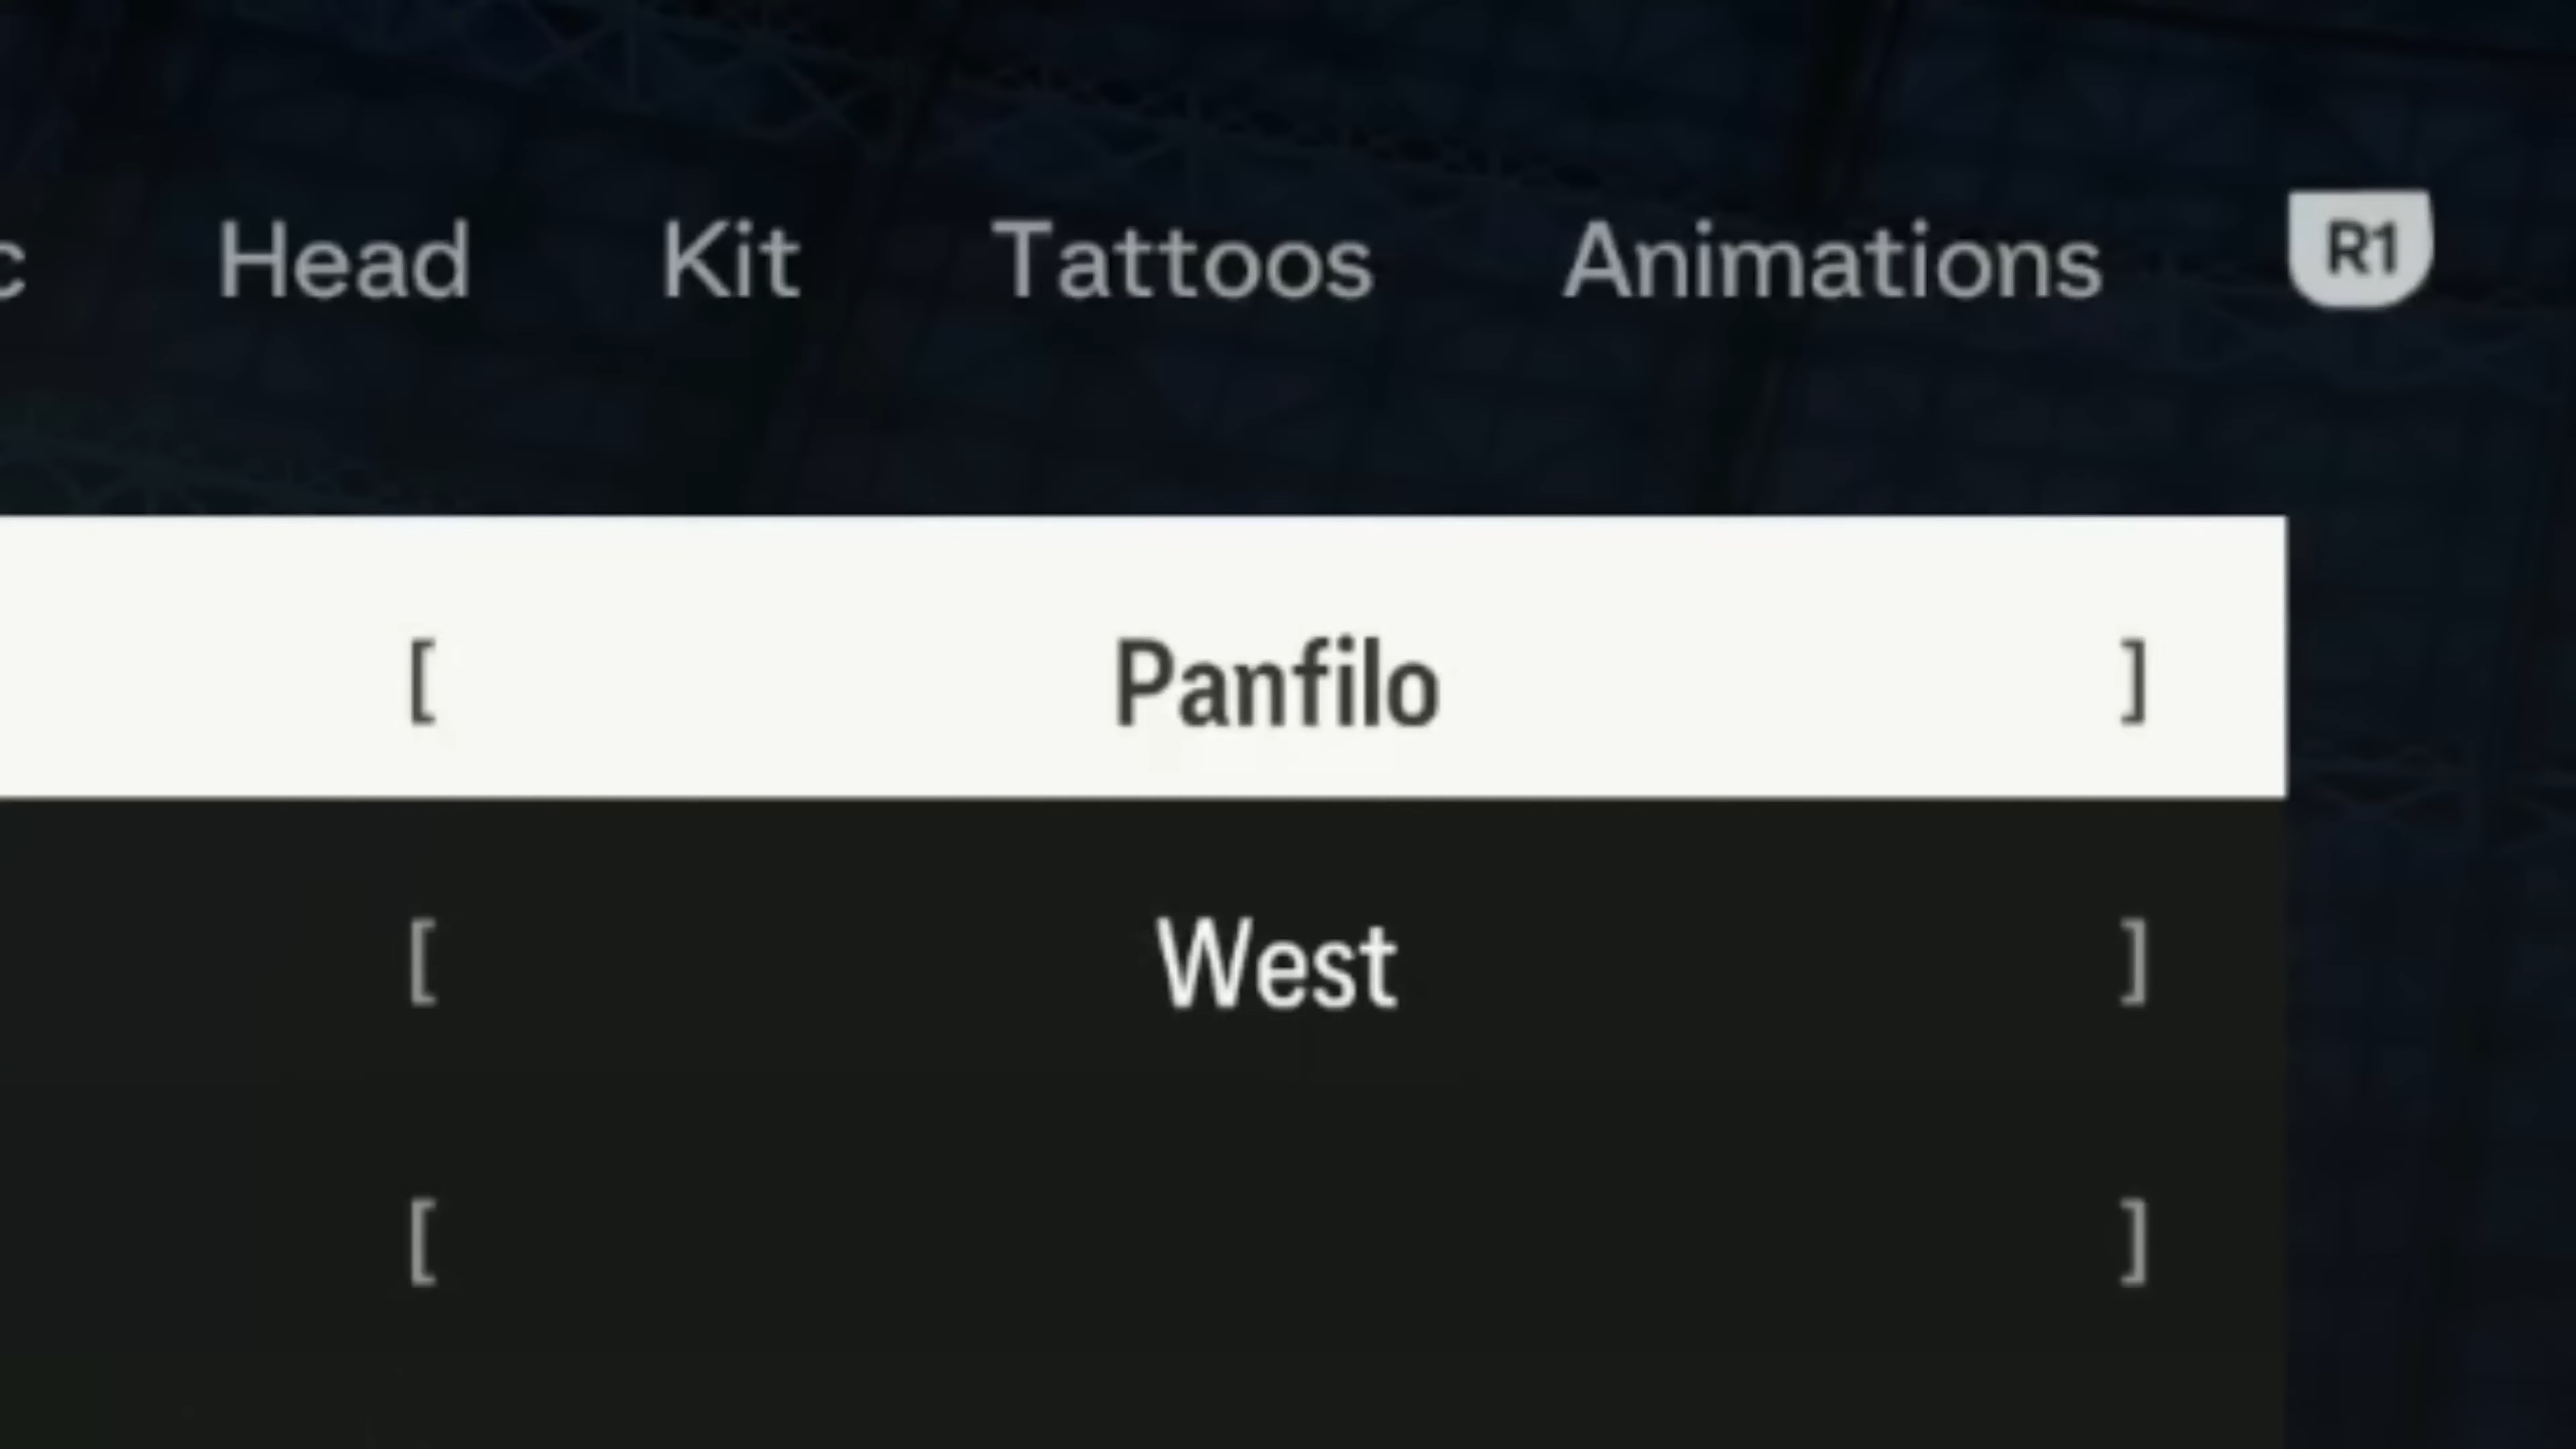 c Head Kit Tattoos Animations R1
[ Panfilo ]
[ West ]
[ ]